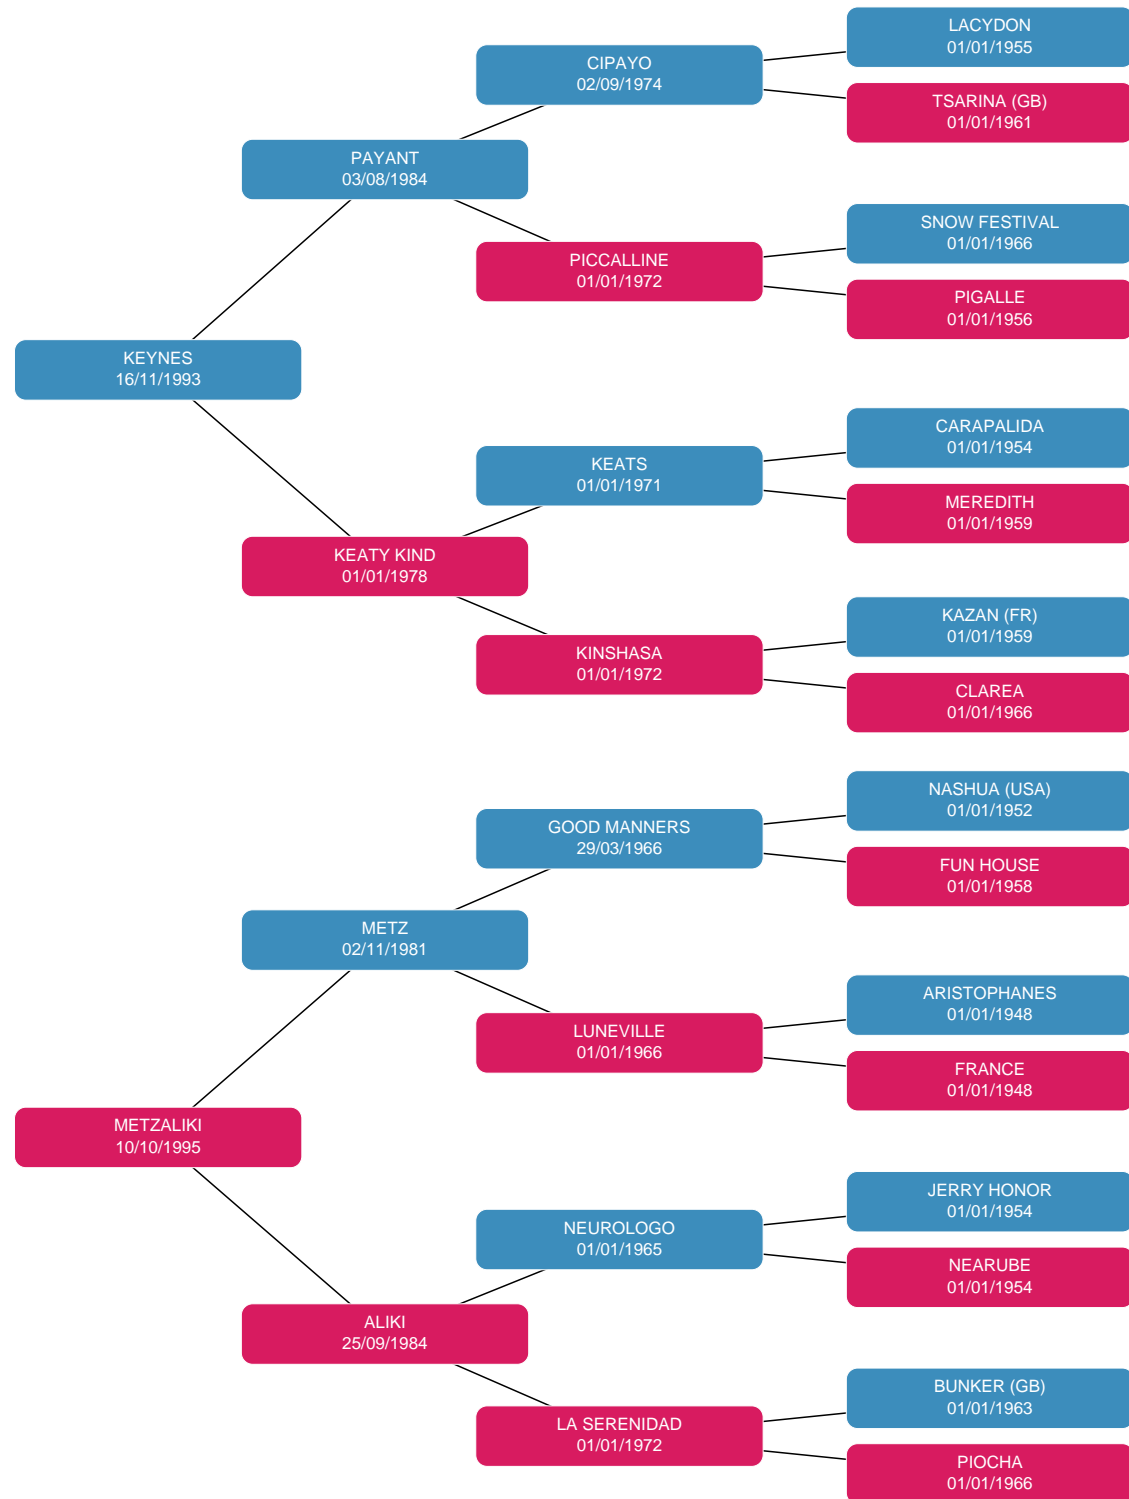 LACYDON
01/01/1955
CIPAYO
02/09/1974
TSARINA (GB)
01/01/1961
PAYANT
03/08/1984
SNOW FESTIVAL
01/01/1966
PICCALLINE
01/01/1972
PIGALLE
01/01/1956
KEYNES
16/11/1993
CARAPALIDA
01/01/1954
KEATS
01/01/1971
MEREDITH
01/01/1959
KEATY KIND
01/01/1978
KAZAN (FR)
01/01/1959
KINSHASA
01/01/1972
CLAREA
01/01/1966
NASHUA (USA)
01/01/1952
GOOD MANNERS
29/03/1966
FUN HOUSE
01/01/1958
METZ
02/11/1981
ARISTOPHANES
01/01/1948
LUNEVILLE
01/01/1966
FRANCE
01/01/1948
METZALIKI
10/10/1995
JERRY HONOR
01/01/1954
NEUROLOGO
01/01/1965
NEARUBE
01/01/1954
ALIKI
25/09/1984
BUNKER (GB)
01/01/1963
LA SERENIDAD
01/01/1972
PIOCHA
01/01/1966